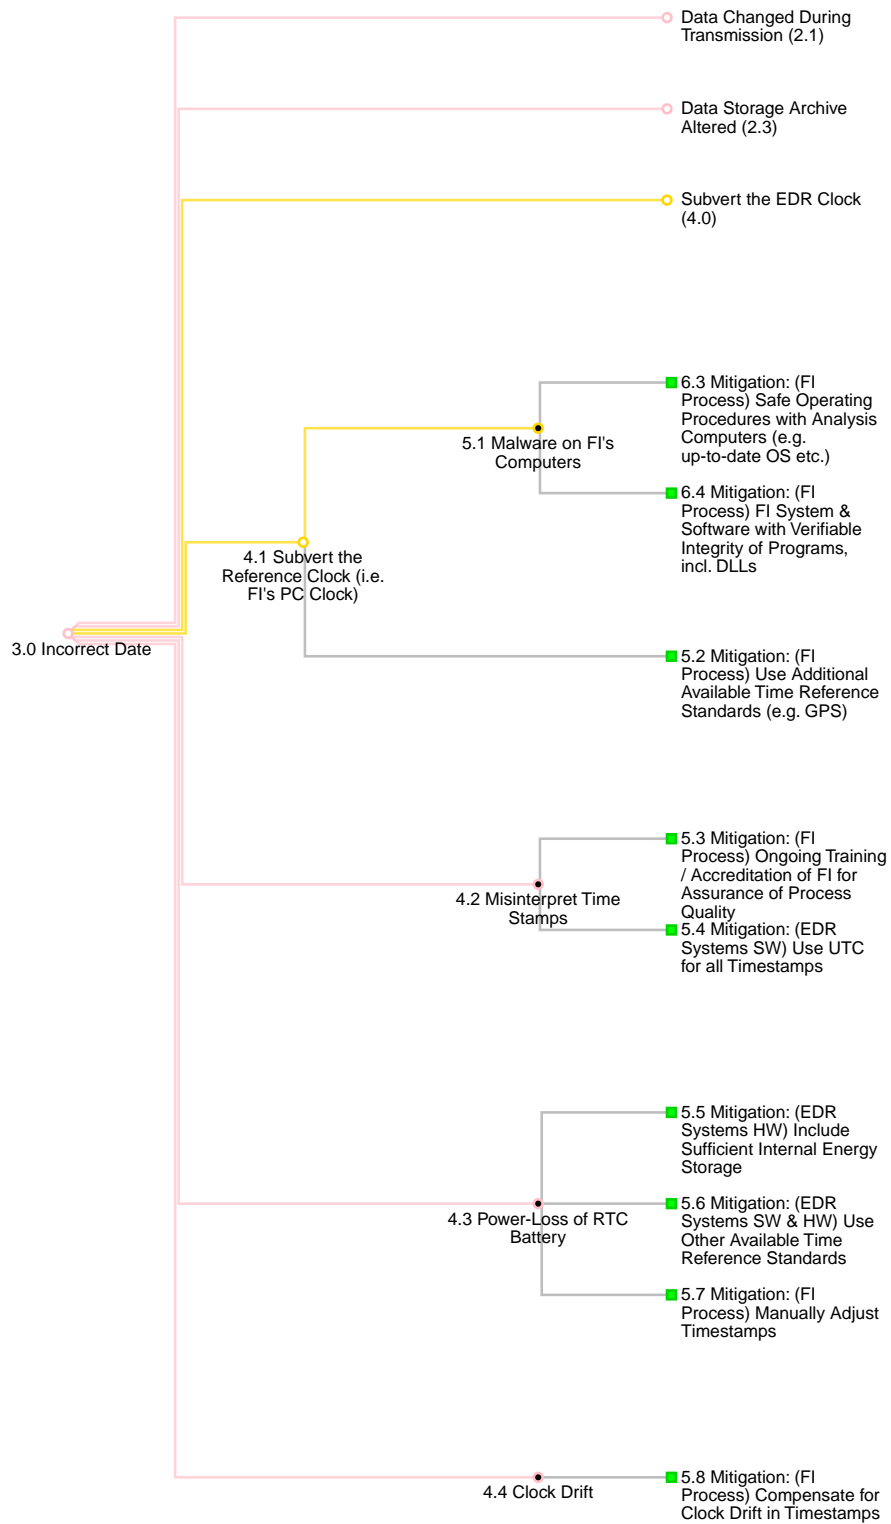 Data Changed During
Transmission (2.1)
Data Storage Archive
Altered (2.3)
Subvert the EDR Clock
(4.0)
6.3 Mitigation: (FI
Process) Safe Operating
Procedures with Analysis
Computers (e.g.
up-to-date OS etc.)
5.1 Malware on FI's
Computers
6.4 Mitigation: (FI
Process) FI System &
Software with Verifiable
Integrity of Programs,
incl. DLLs
4.1 Subvert the
Reference Clock (i.e.
FI's PC Clock)
3.0 Incorrect Date
5.2 Mitigation: (FI
Process) Use Additional
Available Time Reference
Standards (e.g. GPS)
5.3 Mitigation: (FI
Process) Ongoing Training
/ Accreditation of FI for
Assurance of Process
Quality
4.2 Misinterpret Time
Stamps
5.4 Mitigation: (EDR
Systems SW) Use UTC
for all Timestamps
5.5 Mitigation: (EDR
Systems HW) Include
Sufficient Internal Energy
Storage
4.3 Power-Loss of RTC
Battery
5.6 Mitigation: (EDR
Systems SW & HW) Use
Other Available Time
Reference Standards
5.7 Mitigation: (FI
Process) Manually Adjust
Timestamps
4.4 Clock Drift
5.8 Mitigation: (FI
Process) Compensate for
Clock Drift in Timestamps